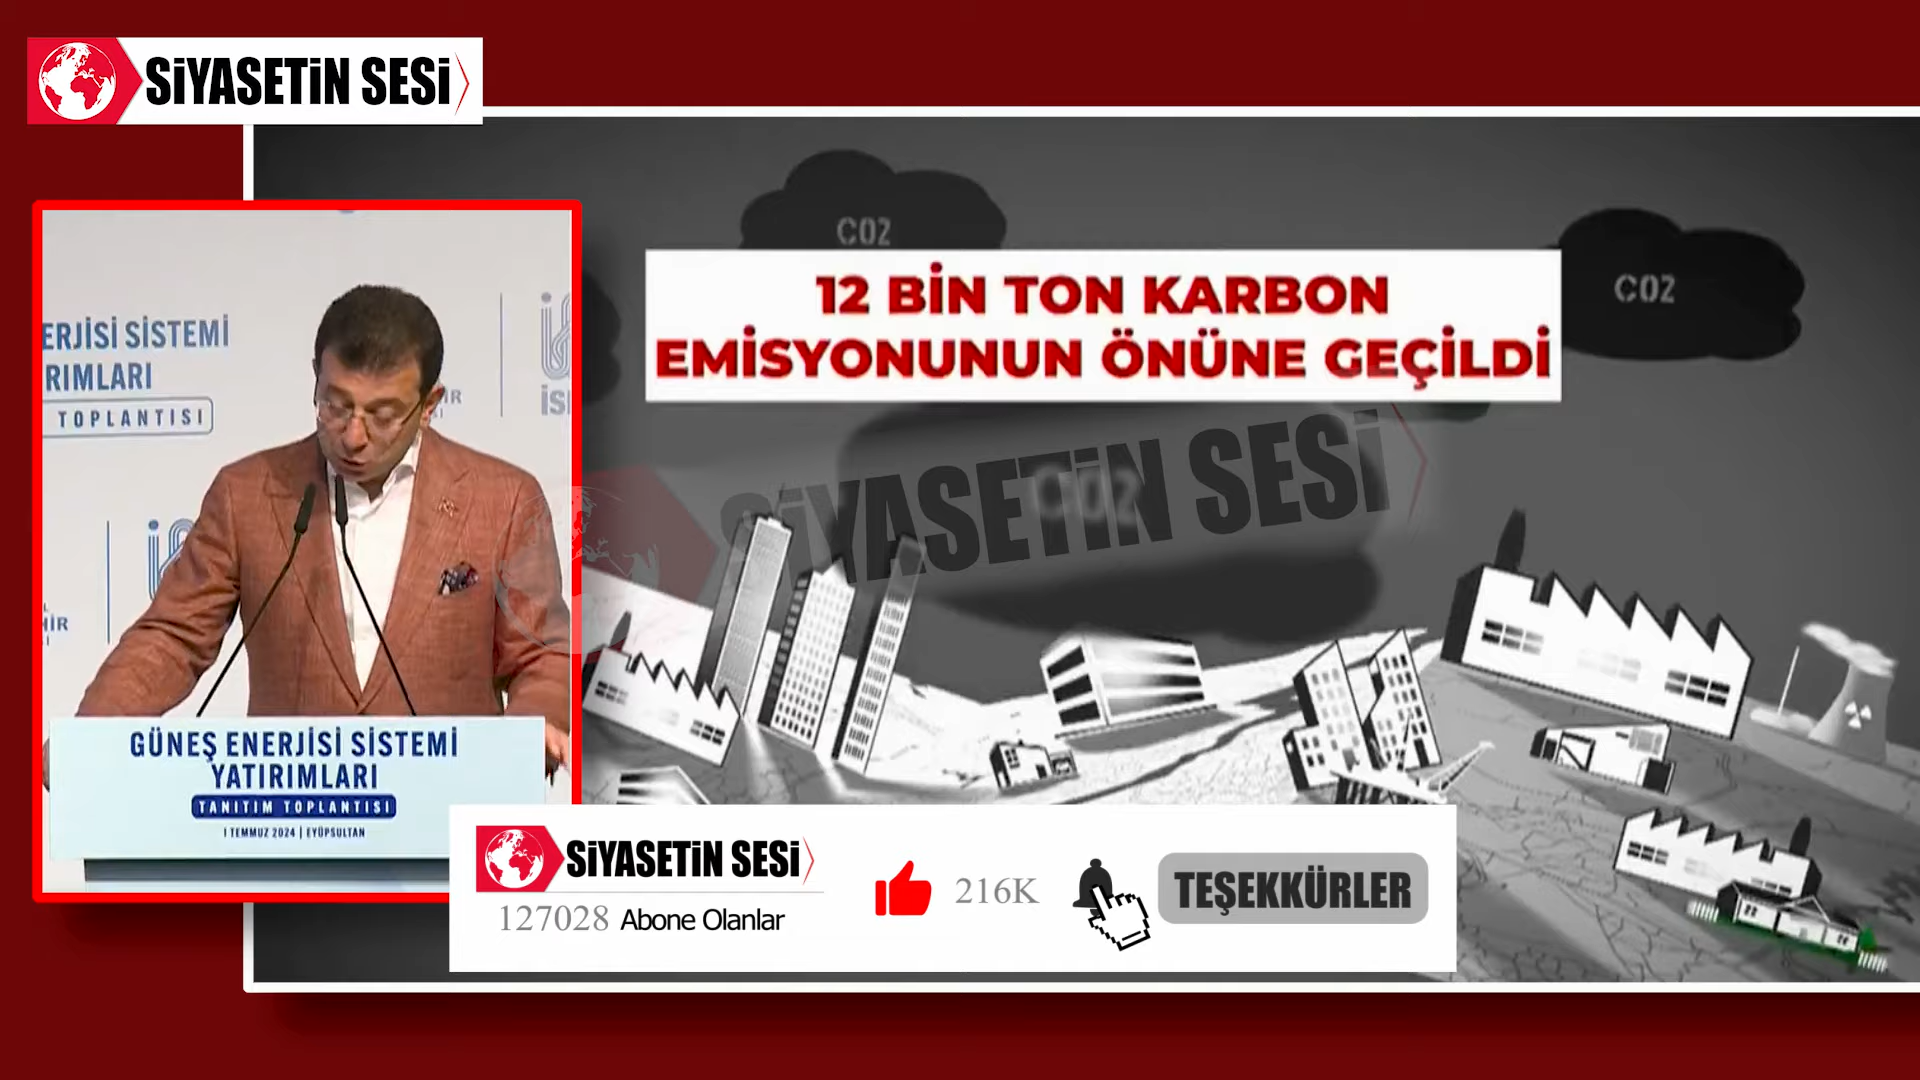 SİYASETİN SESİ
CO2
CO2
12 BİN TON KARBON
EMİSYONUNUN ÖNÜNE GEÇİLDİ
ERJİSİ SİSTEMİ
RIMLARI
TOPLANTISI
SİYASETİN SESİ
CO2
GÜNEŞ ENERJİSİ SİSTEMİ
YATIRIMLARI
TANITIM TOPLANTISI
1 TEMMUZ 2024 | EYÜPSULTAN
SİYASETİN SESİ
127028 Abone Olanlar
216K
TEŞEKKÜRLER